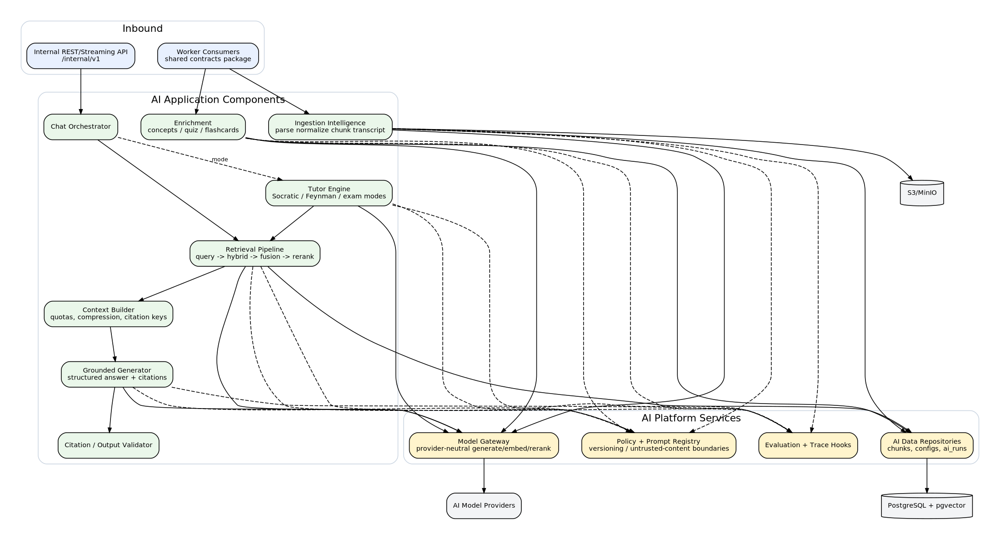 Inbound
Internal REST/Streaming API
/internal/v1
Worker Consumers
shared contracts package
AI Application Components
Chat Orchestrator
Enrichment
concepts / quiz / flashcards
Ingestion Intelligence
parse normalize chunk transcript
mode
Tutor Engine
Socratic / Feynman / exam modes
S3/MinIO
Retrieval Pipeline
query -> hybrid -> fusion -> rerank
Context Builder
quotas, compression, citation keys
Grounded Generator
structured answer + citations
Citation / Output Validator
AI Platform Services
Model Gateway
provider-neutral generate/embed/rerank
Policy + Prompt Registry
versioning / untrusted-content boundaries
Evaluation + Trace Hooks
AI Data Repositories
chunks, configs, ai_runs
AI Model Providers
PostgreSQL + pgvector